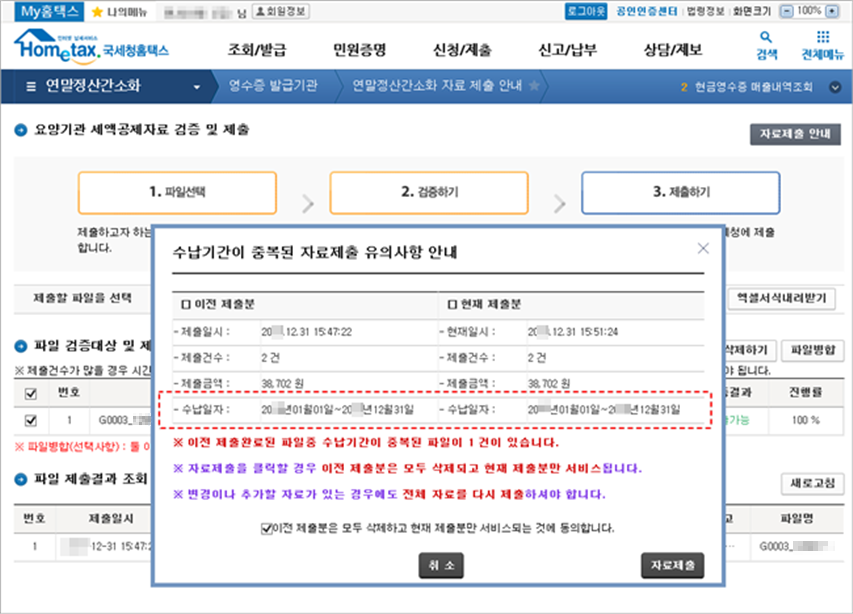 My홈택스 나의메뉴 님 회원정보 로그아웃 공인인증센터 법령정보 화면크기 100%
인터넷 납세서비스
Hometax. 국세청홈택스 조회/발급 민원증명 신청/제출 신고/납부 상담/제보 검색 전체메뉴
연말정산간소화 영수증 발급기관 연말정산간소화 자료 제출 안내 2 현금영수증 매출내역조회
요양기관 세액공제자료 검증 및 제출 자료제출 안내
1. 파일선택 2. 검증하기 3. 제출하기
제출하고자 하는
합니다.
세청에 제출
수납기간이 중복된 자료제출 유의사항 안내
제출할 파일을 선택 엑셀서식내려받기
□ 이전 제출분 □ 현재 제출분
- 제출일시 : 20 .12.31 15:47:22 - 현재일시 : 20 .12.31 15:51:24
파일 검증대상 및 제 - 제출건수 : 2 건 - 제출건수 : 2 건 삭제하기 파일병합
※ 제출건수가 많을 경우 시간 야 됩니다.
- 제출금액 : 38,702 원 - 제출금액 : 38,702 원
번호 결과 진행률
- 수납일자 : 20 년01월01일~20 년12월31일 - 수납일자 : 20 년01월01일~20 년12월31일
1 G0003_ 가능 100 %
※ 파일병합(선택사항) : 둘 이
※ 이전 제출완료된 파일중 수납기간이 중복된 파일이 1 건이 있습니다.
※ 자료제출을 클릭할 경우 이전 제출분은 모두 삭제되고 현재 제출분만 서비스됩니다.
파일 제출결과 조회 새로고침
※ 변경이나 추가할 자료가 있는 경우에도 전체 자료를 다시 제출하셔야 합니다.
번호 제출일시 고 파일명
이전 제출분은 모두 삭제하고 현재 제출분만 서비스되는 것에 동의합니다.
1 -12-31 15:47:2 ... G0003_
취 소 자료제출